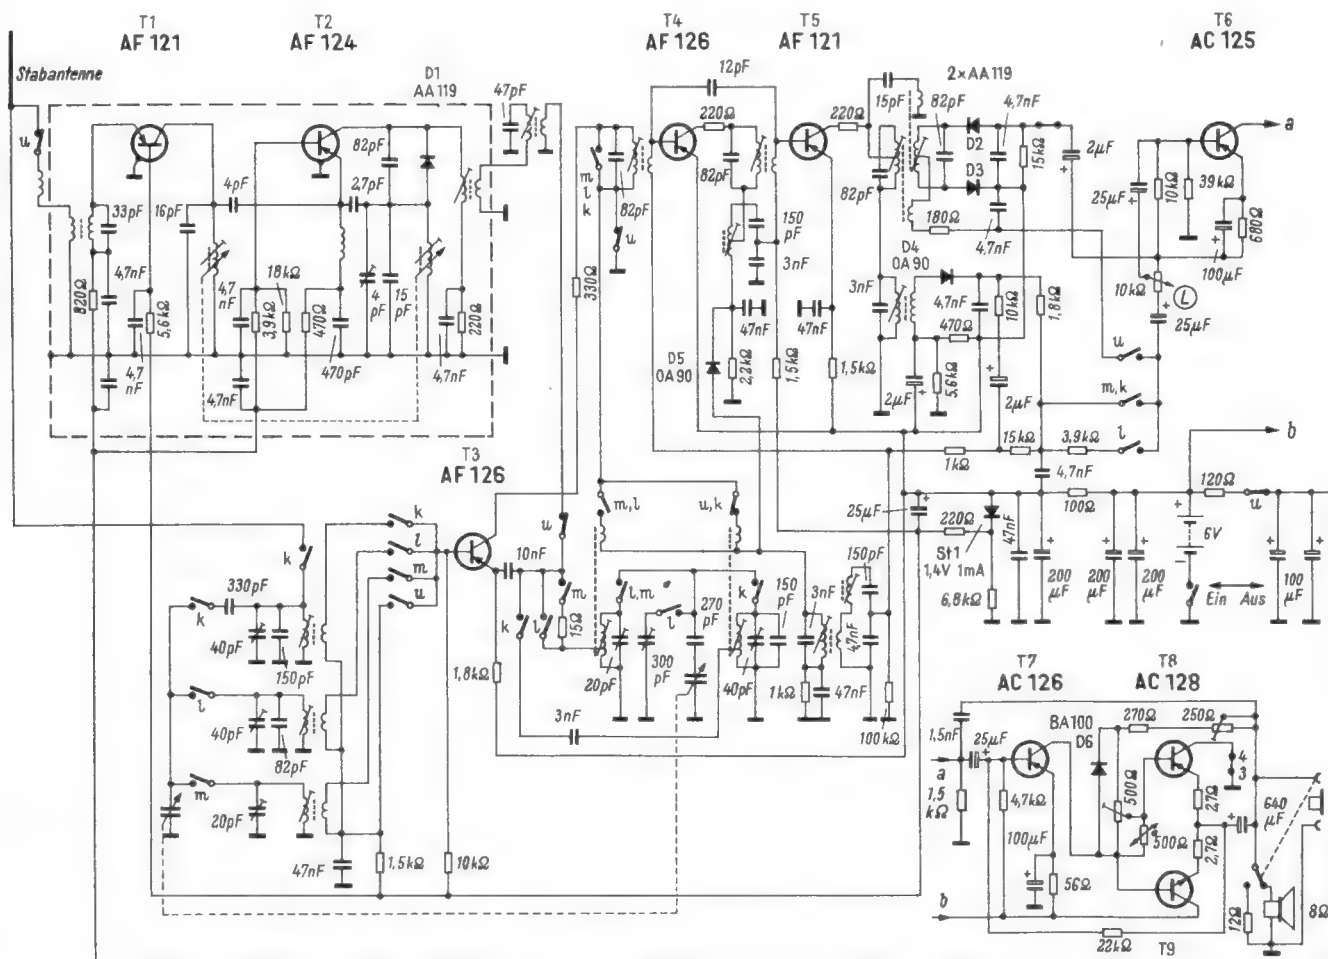 T1
AF 121
T2
AF 124
T4
AF 126
T5
AF 121
T6
AC 125
Stabantenne
D1
AA 119
47pF
12pF
2×AA119
u
82pF
220Ω
220Ω
15pF
82pF
4,7nF
D2
D3
15kΩ
2µF
a
33pF
16pF
4pF
2,7pF
m
l
k
82pF
u
82pF
82pF
150
pF
3nF
180Ω
4,7nF
25µF
10kΩ
39kΩ
100µF
680Ω
820Ω
4,7nF
4,7
nF
5,6kΩ
4,7
nF
18kΩ
3,9kΩ
470Ω
4
pF
15
pF
470pF
4,7nF
4,7nF
220Ω
330Ω
D4
OA 90
3nF
4,7nF
470Ω
10kΩ
1,8kΩ
10kΩ
L
25µF
47nF
47nF
D5
OA 90
2,2kΩ
1,5kΩ
1,5kΩ
2µF
5,6kΩ
2µF
u
m,k
l
b
1kΩ
15kΩ
3,9kΩ
4,7nF
T3
AF 126
m,l
u,k
25µF
220Ω
St1
1,4V 1mA
6,8kΩ
47nF
100Ω
200
µF
200
µF
200
µF
120Ω
u
6V
Ein Aus
100
µF
k
l
m
u
k
330pF
k
40pF
150pF
l
40pF
82pF
m
20pF
47nF
1,5kΩ
10kΩ
10nF
u
k
l
m
15Ω
1,8kΩ
3nF
l,m
20pF
l
270
pF
300
pF
k
40pF
150
pF
3nF
150pF
47nF
1kΩ
47nF
100kΩ
T7
AC 126
T8
AC 128
1,5nF
25µF
BA100
D6
270Ω
250Ω
a
1,5
kΩ
4,7kΩ
100µF
56Ω
500Ω
500Ω
2,7Ω
2,7Ω
4
3
640
µF
b
22kΩ
T9
12Ω
8Ω